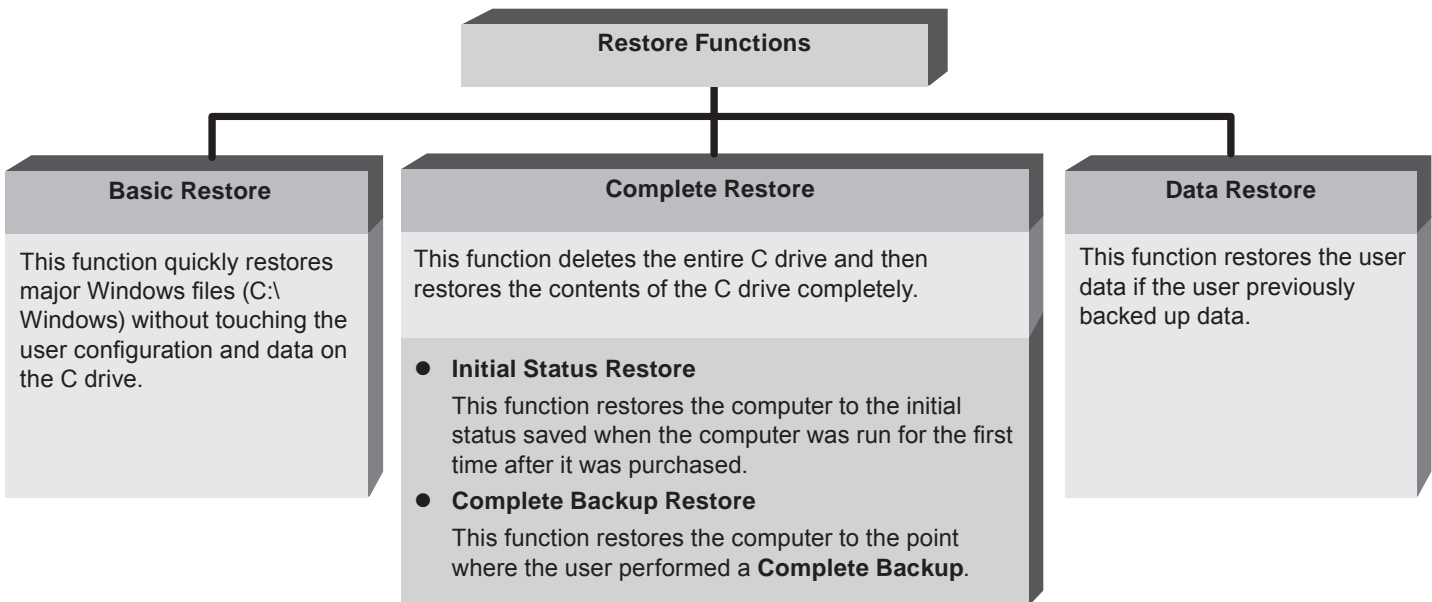 Restore Functions
Basic Restore
This function quickly restores
major Windows files (C:\
Windows) without touching the
user configuration and data on
the C drive.
Complete Restore
This function deletes the entire C drive and then
restores the contents of the C drive completely.
● Initial Status Restore
This function restores the computer to the initial
status saved when the computer was run for the first
time after it was purchased.
● Complete Backup Restore
This function restores the computer to the point
where the user performed a Complete Backup.
Data Restore
This function restores the user
data if the user previously
backed up data.